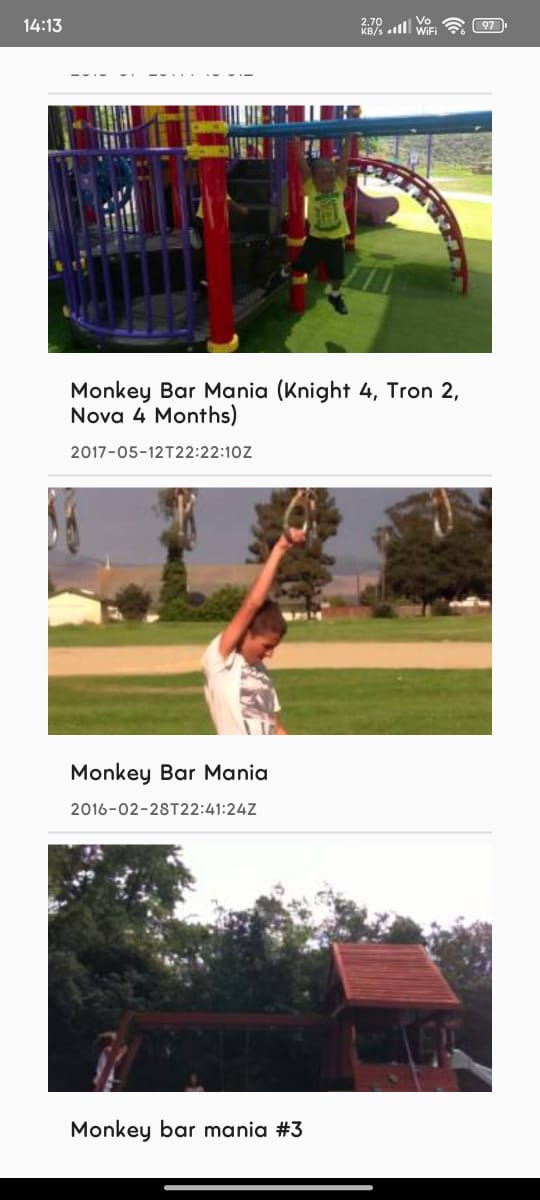 14:13
2.70
KB/s
Vo
WiFi
6
97
Monkey Bar Mania (Knight 4, Tron 2,
Nova 4 Months)
2017-05-12T22:22:10Z
Monkey Bar Mania
2016-02-28T22:41:24Z
Monkey bar mania #3